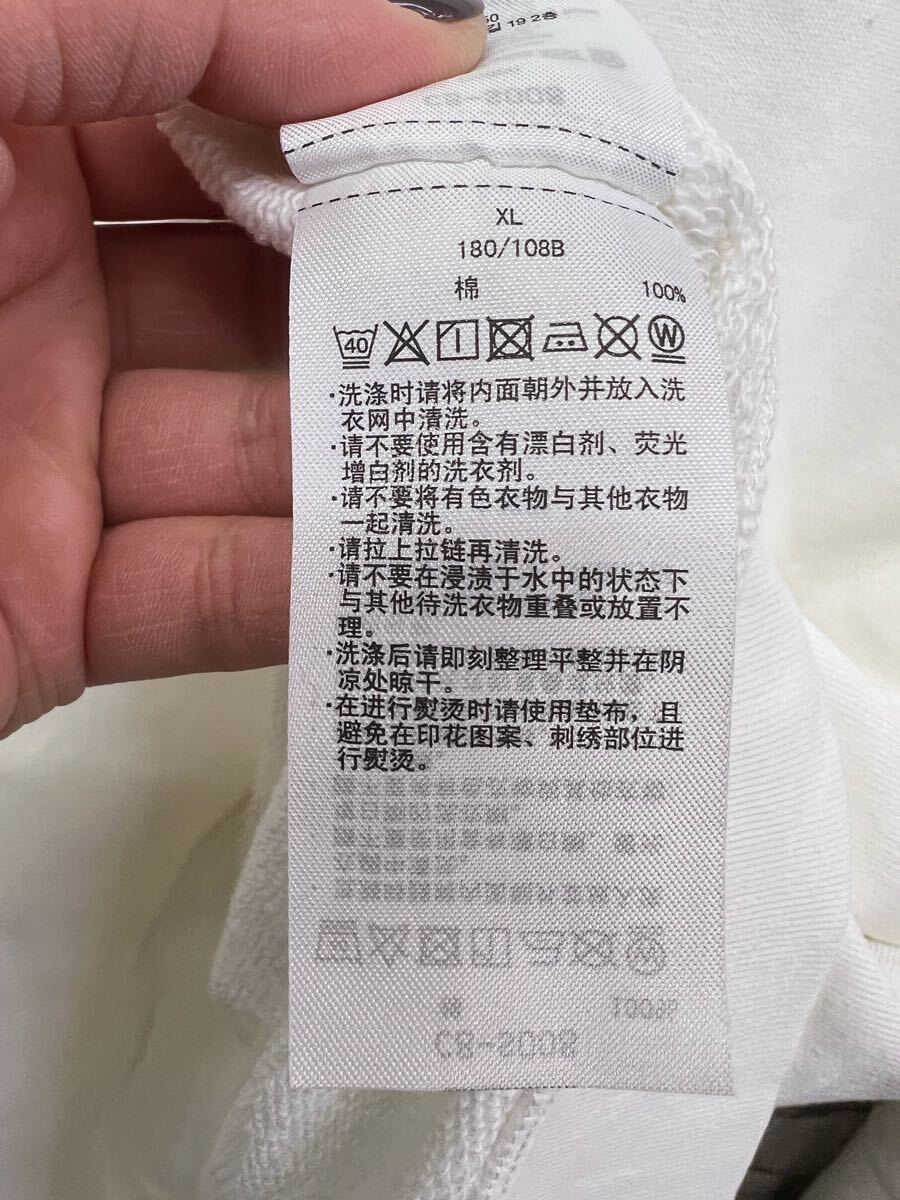 50
길 19 2층
XL
180/108B
棉 100%
40 W
·洗涤时请将内面朝外并放入洗
衣网中清洗。
·请不要使用含有漂白剂、荧光
增白剂的洗衣剂。
·请不要将有色衣物与其他衣物
一起清洗。
·请拉上拉链再清洗。
·请不要在浸渍于水中的状态下
与其他待洗衣物重叠或放置不
理。
·洗涤后请即刻整理平整并在阴
凉处晾干。
·在进行熨烫时请使用垫布，且
避免在印花图案、刺绣部位进
行熨烫。